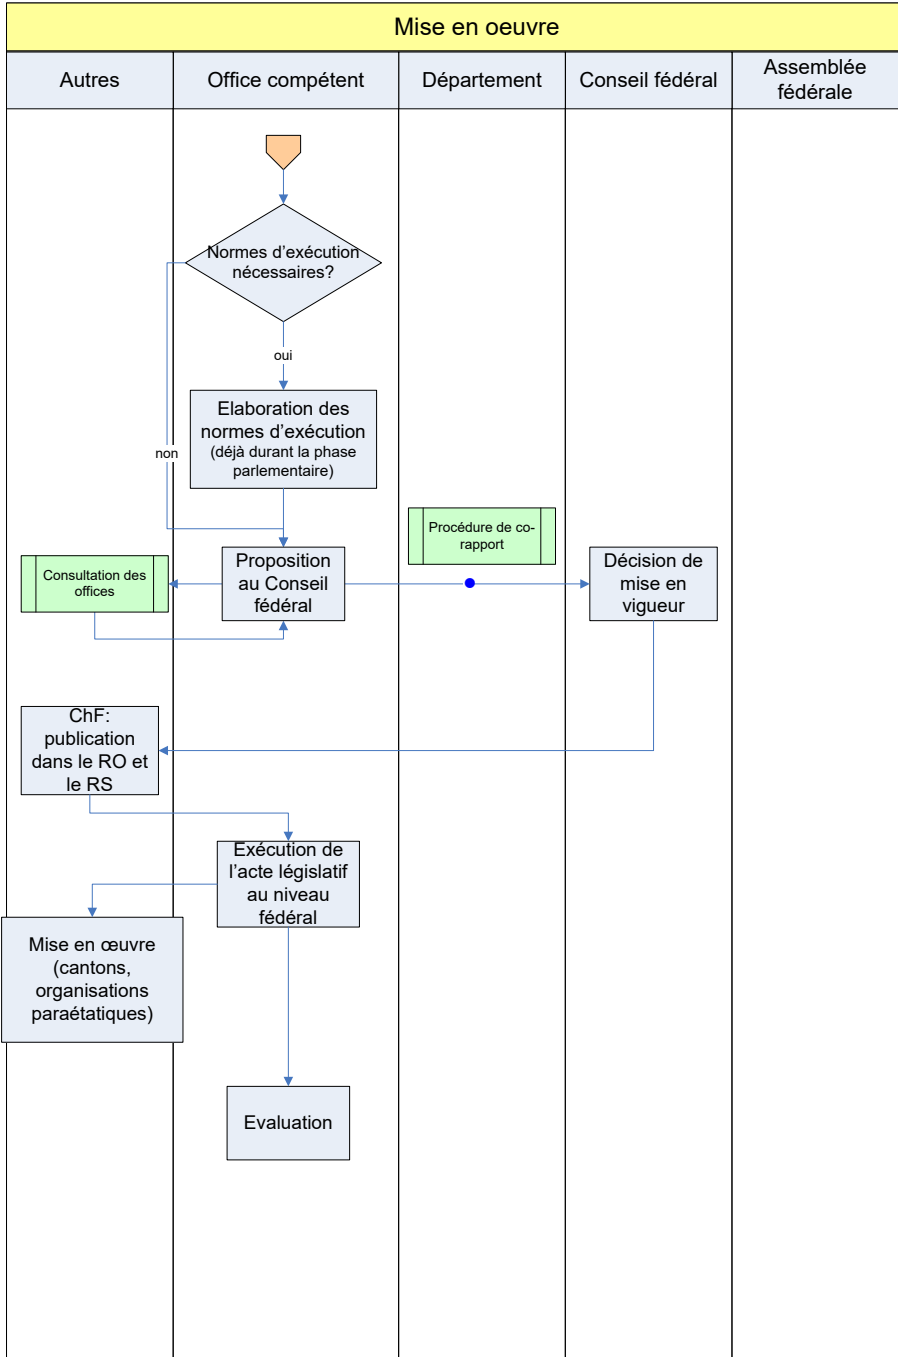 Mise en oeuvre
Autres
Office compétent
Département
Conseil fédéral
Assemblée
fédérale
Normes d’exécution
nécessaires?
oui
Elaboration des
normes d’exécution
(déjà durant la phase
parlementaire)
non
Procédure de co-
rapport
Consultation des
offices
Proposition
au Conseil
fédéral
Décision de
mise en
vigueur
ChF:
publication
dans le RO et
le RS
Exécution de
l’acte législatif
au niveau
fédéral
Mise en œuvre
(cantons,
organisations
paraétatiques)
Evaluation